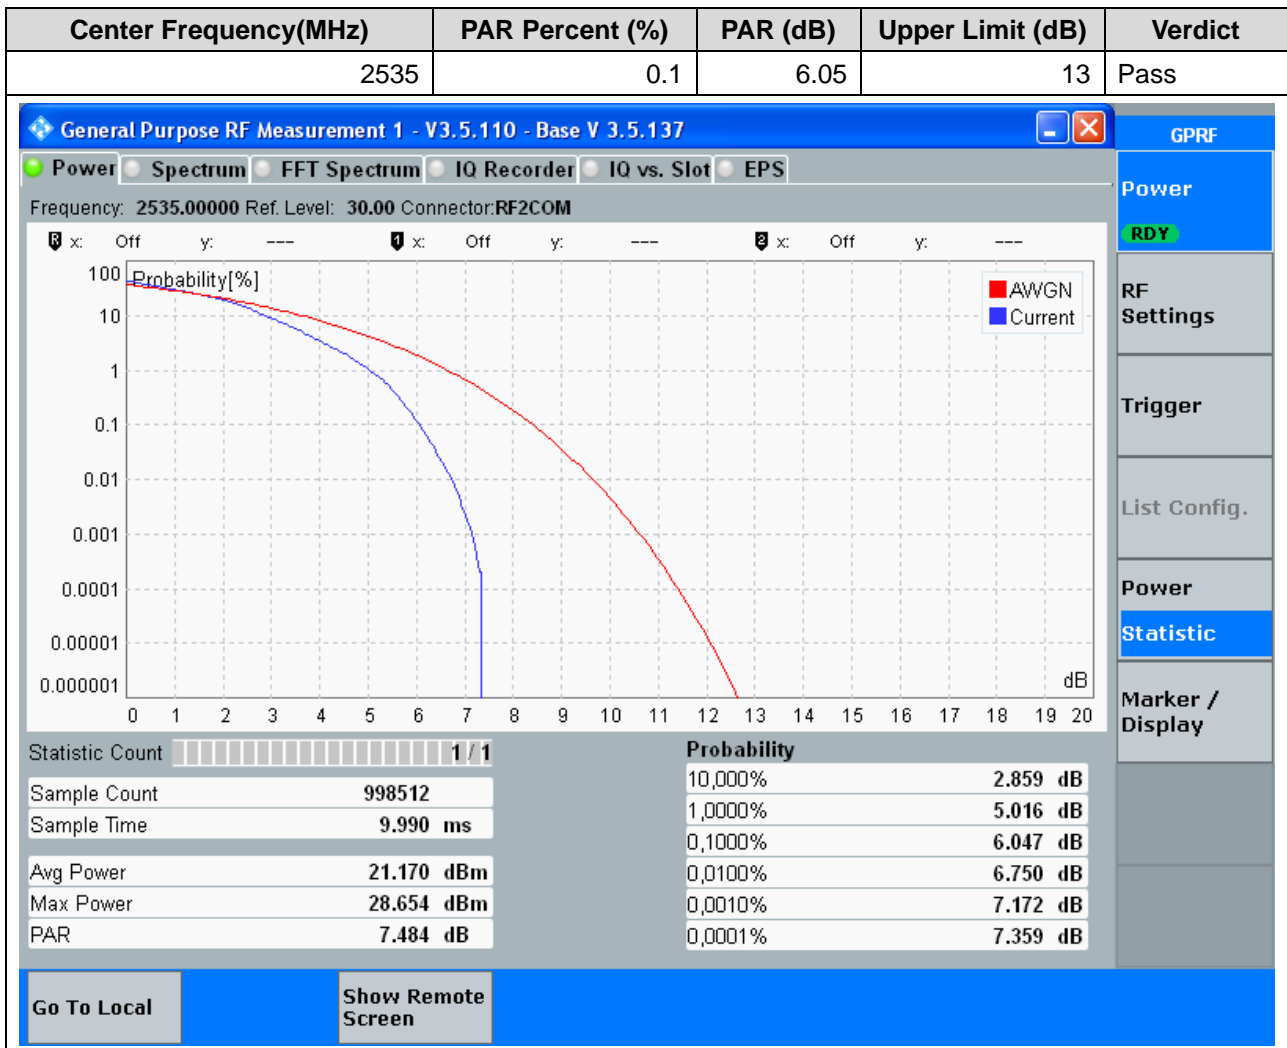 Center Frequency(MHz) PAR Percent (%) PAR (dB) Upper Limit (dB) Verdict
2535 0.1 6.05 13 Pass
General Purpose RF Measurement 1 - V3.5.110 - Base V 3.5.137
GPRF
Power Spectrum FFT Spectrum IQ Recorder IQ vs. Slot EPS
Power
RDY
Frequency: 2535.00000 Ref. Level: 30.00 Connector:RF2COM
R x: Off y: --- 1 x: Off y: --- 2 x: Off y: ---
Probability[%]
AWGN
Current
100
10
1
0.1
0.01
0.001
0.0001
0.00001
0.000001
dB
0 1 2 3 4 5 6 7 8 9 10 11 12 13 14 15 16 17 18 19 20
RF
Settings
Trigger
List Config.
Power
Statistic
Marker /
Display
Statistic Count 1 / 1
Sample Count 998512
Sample Time 9.990 ms
Avg Power 21.170 dBm
Max Power 28.654 dBm
PAR 7.484 dB
Probability
10,000% 2.859 dB
1,0000% 5.016 dB
0,1000% 6.047 dB
0,0100% 6.750 dB
0,0010% 7.172 dB
0,0001% 7.359 dB
Go To Local
Show Remote
Screen